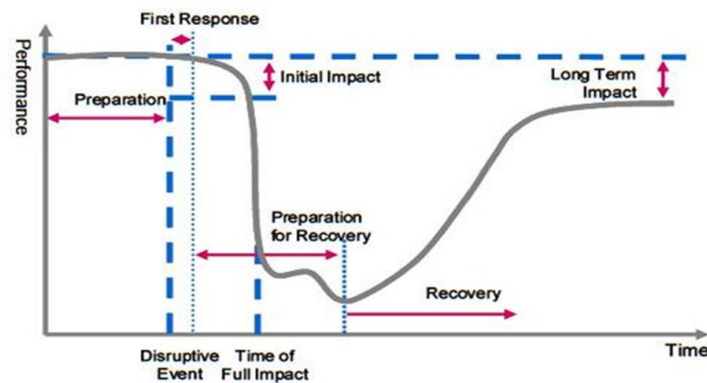 First Response
Performance
Initial Impact
Long Term
Impact
Preparation
Preparation
for Recovery
Recovery
Time
Disruptive
Event
Time of
Full Impact